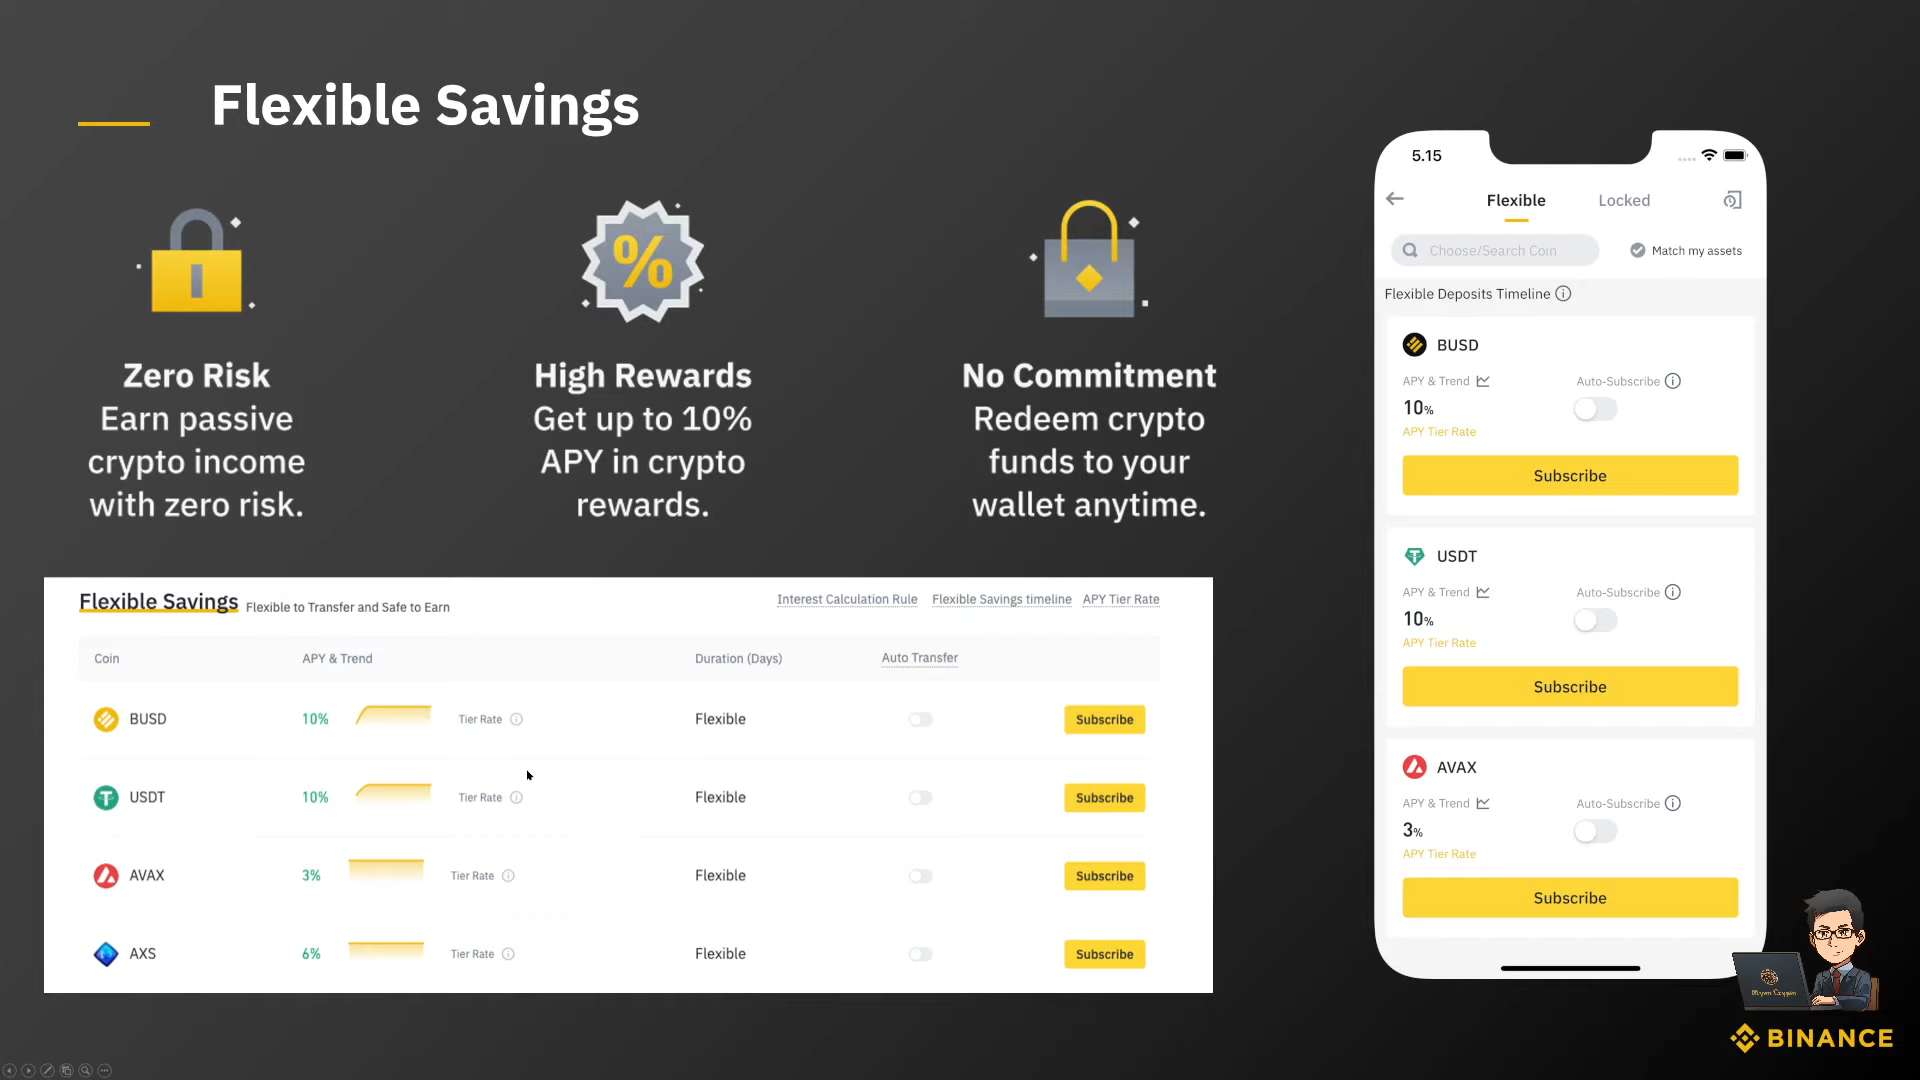 Flexible Savings
Zero Risk
Earn passive
crypto income
with zero risk.
High Rewards
Get up to 10%
APY in crypto
rewards.
No Commitment
Redeem crypto
funds to your
wallet anytime.
Flexible Savings Flexible to Transfer and Safe to Earn Interest Calculation Rule Flexible Savings timeline APY Tier Rate
Coin APY & Trend Duration (Days) Auto Transfer
BUSD 10% Tier Rate Flexible Subscribe
USDT 10% Tier Rate Flexible Subscribe
AVAX 3% Tier Rate Flexible Subscribe
AXS 6% Tier Rate Flexible Subscribe
5.15
Flexible Locked
Choose/Search Coin Match my assets
Flexible Deposits Timeline
BUSD
APY & Trend Auto-Subscribe
10%
APY Tier Rate
Subscribe
USDT
APY & Trend Auto-Subscribe
10%
APY Tier Rate
Subscribe
AVAX
APY & Trend Auto-Subscribe
3%
APY Tier Rate
Subscribe
BINANCE